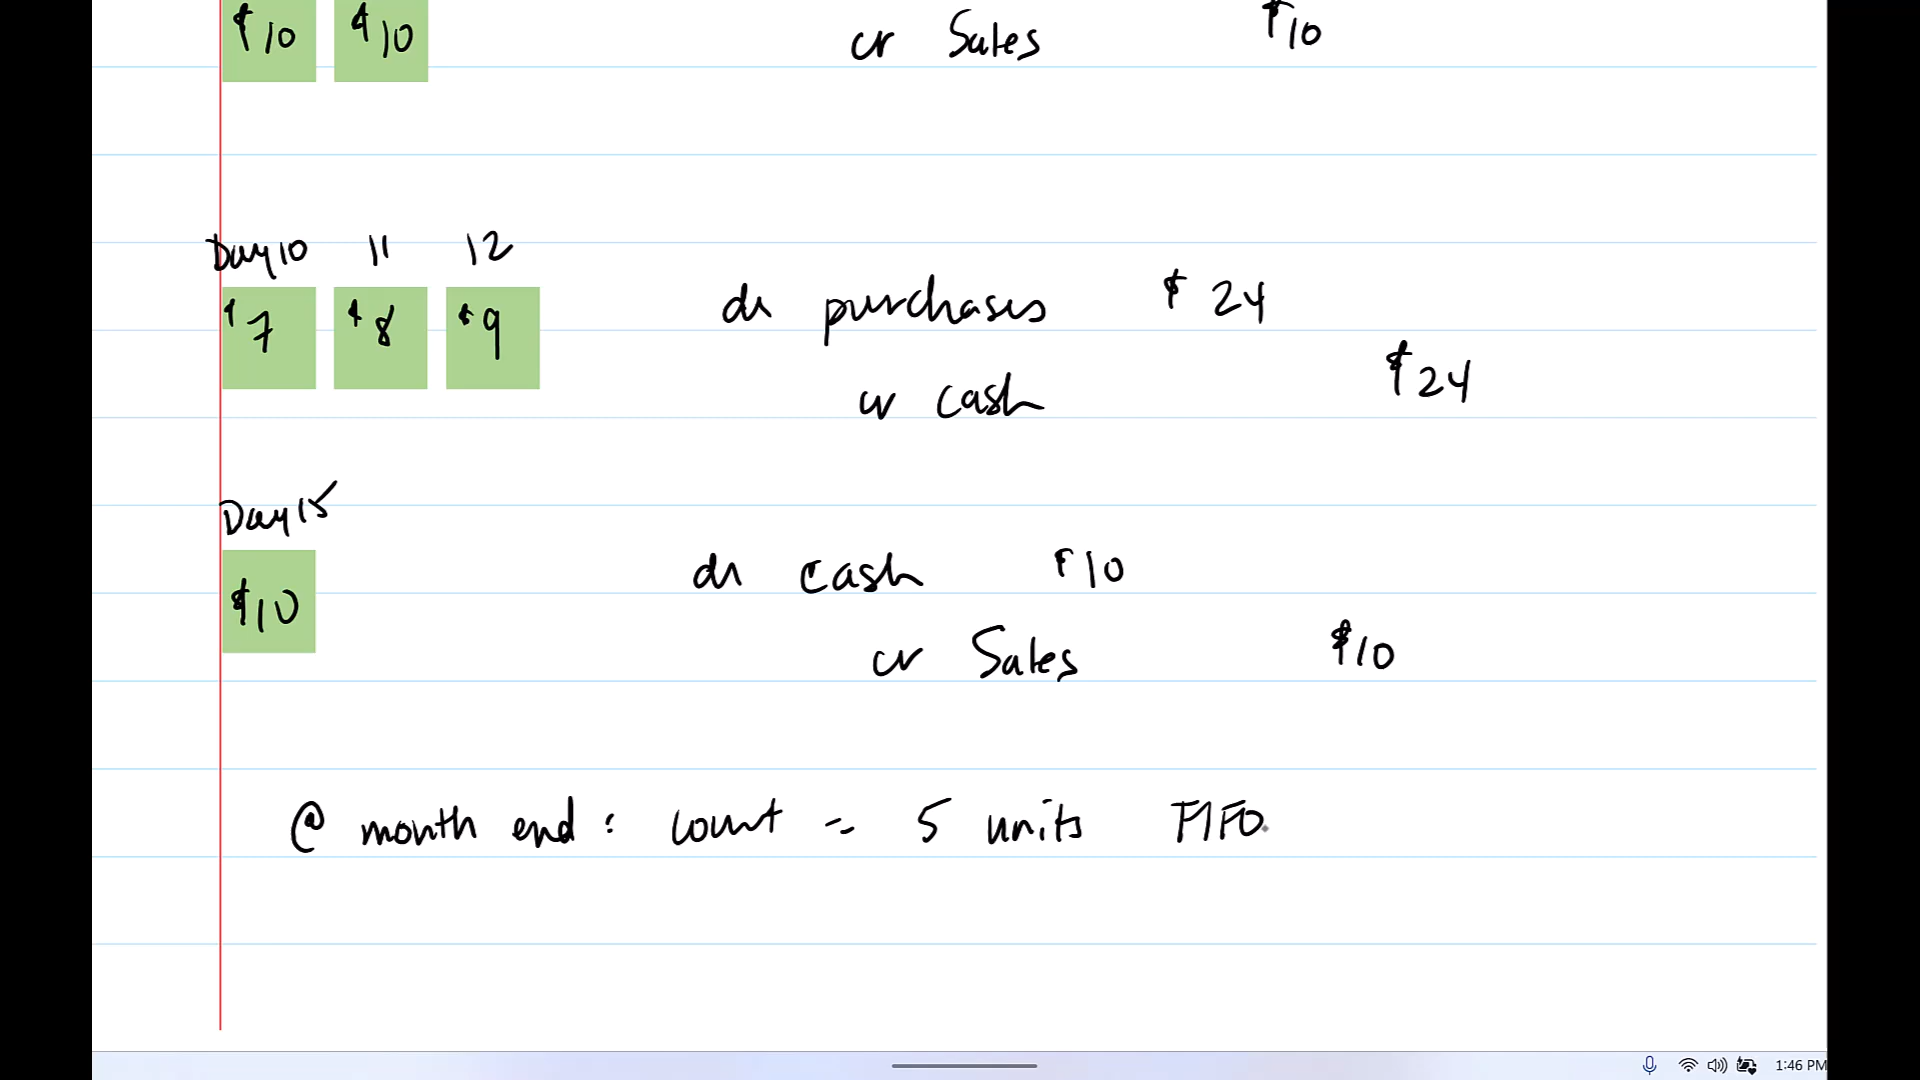 $10 $10 cr Sales $10
Day 10 11 12
$7 $8 $9 dr purchases $24
cr cash $24
Day 15
$10 dr cash $10
cr Sales $10
@ month end : count = 5 units FIFO
1:46 PM